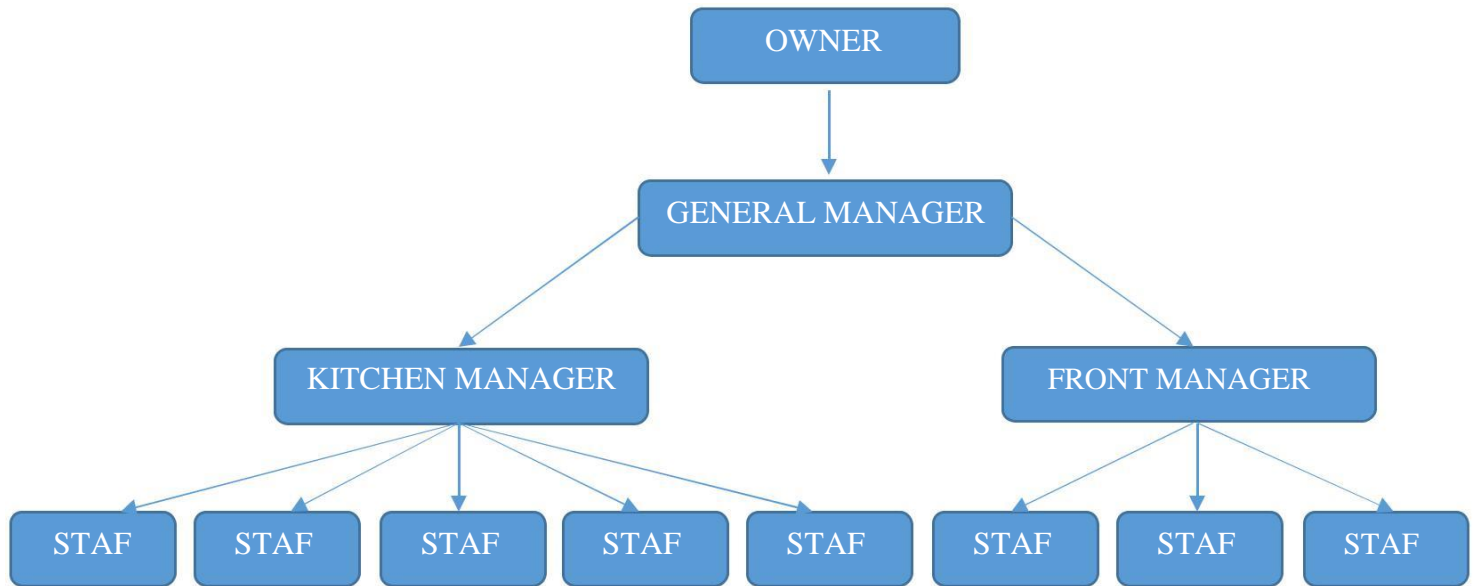 OWNER
GENERAL MANAGER
KITCHEN MANAGER
FRONT MANAGER
STAF
STAF
STAF
STAF
STAF
STAF
STAF
STAF